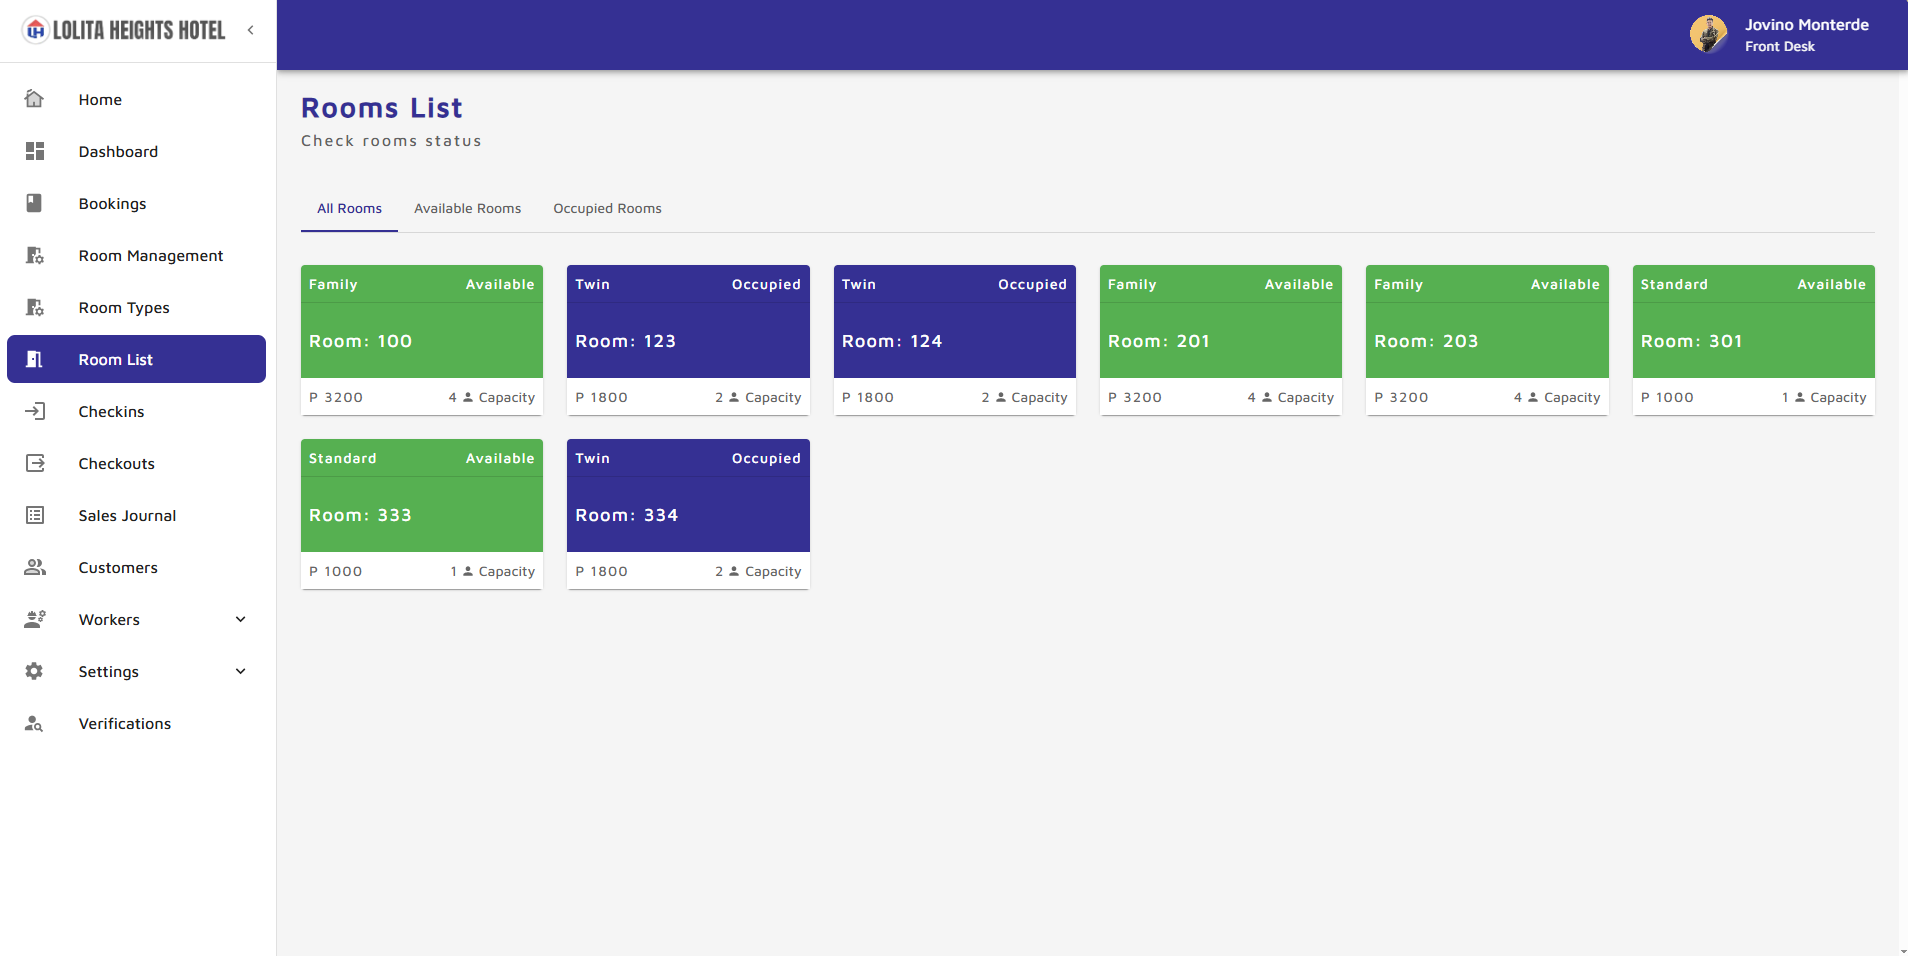 LOLITA HEIGHTS HOTEL
Jovino Monterde
Front Desk
Home
Dashboard
Bookings
Room Management
Room Types
Room List
Checkins
Checkouts
Sales Journal
Customers
Workers
Settings
Verifications
Rooms List
Check rooms status
All Rooms Available Rooms Occupied Rooms
Family Available
Room: 100
P 3200 4 Capacity
Twin Occupied
Room: 123
P 1800 2 Capacity
Twin Occupied
Room: 124
P 1800 2 Capacity
Family Available
Room: 201
P 3200 4 Capacity
Family Available
Room: 203
P 3200 4 Capacity
Standard Available
Room: 301
P 1000 1 Capacity
Standard Available
Room: 333
P 1000 1 Capacity
Twin Occupied
Room: 334
P 1800 2 Capacity